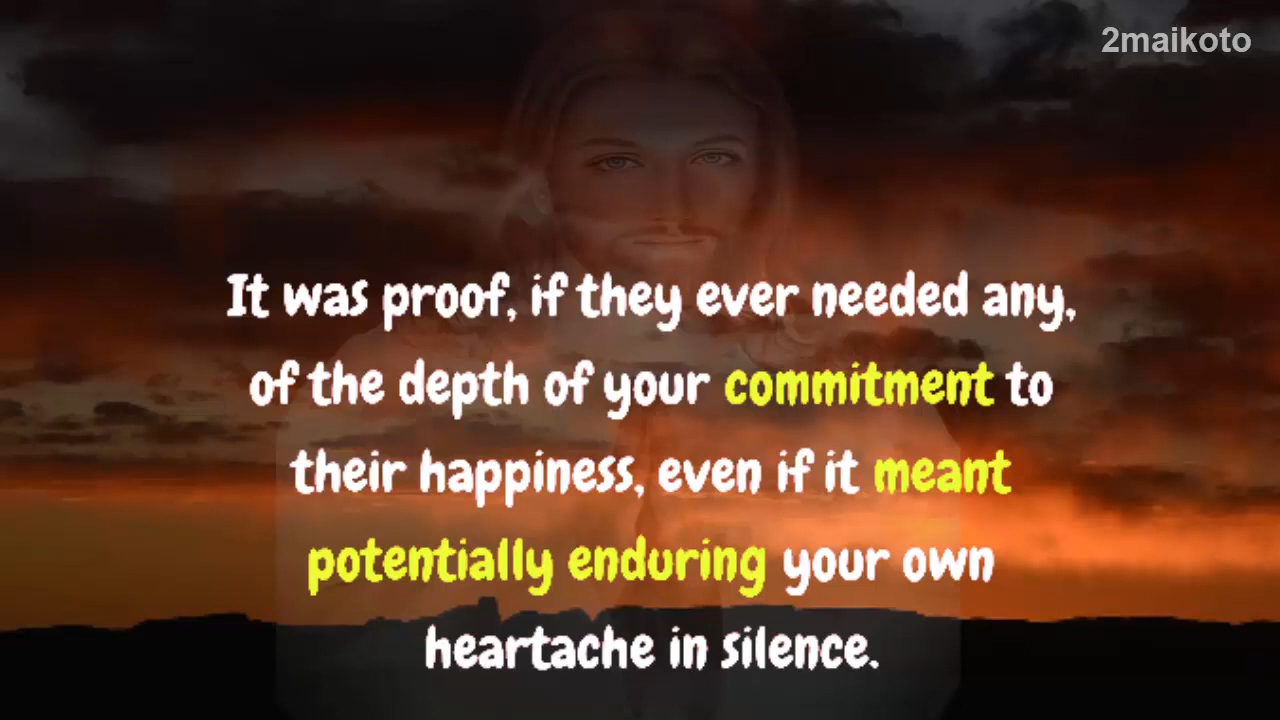 2maikoto
It was proof, if they ever needed any,
of the depth of your commitment to
their happiness, even if it meant
potentially enduring your own
heartache in silence.